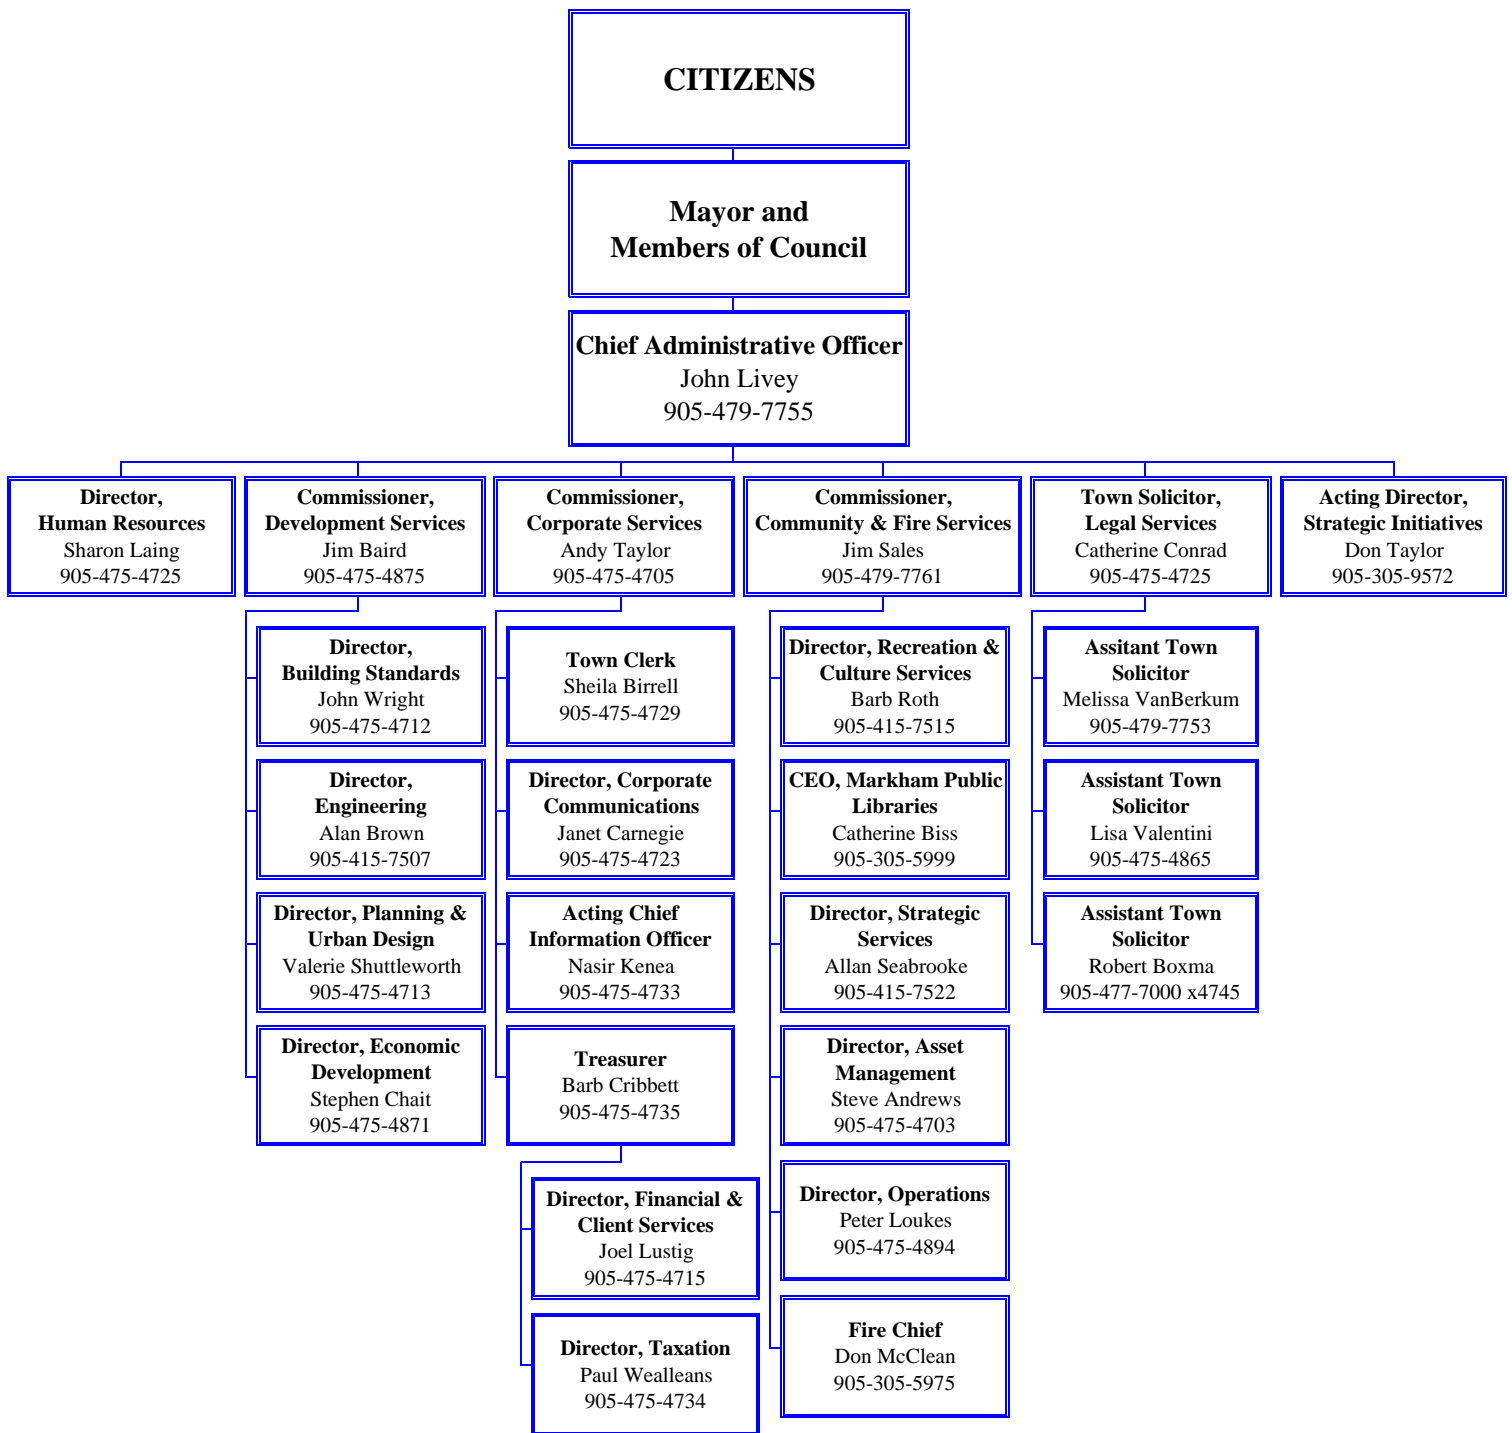 CITIZENS
Mayor and
Members of Council
Chief Administrative Officer
John Livey
905-479-7755
Director,
Human Resources
Sharon Laing
905-475-4725
Commissioner,
Development Services
Jim Baird
905-475-4875
Commissioner,
Corporate Services
Andy Taylor
905-475-4705
Commissioner,
Community & Fire Services
Jim Sales
905-479-7761
Town Solicitor,
Legal Services
Catherine Conrad
905-475-4725
Acting Director,
Strategic Initiatives
Don Taylor
905-305-9572
Director,
Building Standards
John Wright
905-475-4712
Director,
Engineering
Alan Brown
905-415-7507
Director, Planning &
Urban Design
Valerie Shuttleworth
905-475-4713
Director, Economic
Development
Stephen Chait
905-475-4871
Town Clerk
Sheila Birrell
905-475-4729
Director, Corporate
Communications
Janet Carnegie
905-475-4723
Acting Chief
Information Officer
Nasir Kenea
905-475-4733
Treasurer
Barb Cribbett
905-475-4735
Director, Financial &
Client Services
Joel Lustig
905-475-4715
Director, Taxation
Paul Wealleans
905-475-4734
Director, Recreation &
Culture Services
Barb Roth
905-415-7515
CEO, Markham Public
Libraries
Catherine Biss
905-305-5999
Director, Strategic
Services
Allan Seabrooke
905-415-7522
Director, Asset
Management
Steve Andrews
905-475-4703
Director, Operations
Peter Loukes
905-475-4894
Fire Chief
Don McClean
905-305-5975
Assitant Town
Solicitor
Melissa VanBerkum
905-479-7753
Assistant Town
Solicitor
Lisa Valentini
905-475-4865
Assistant Town
Solicitor
Robert Boxma
905-477-7000 x4745